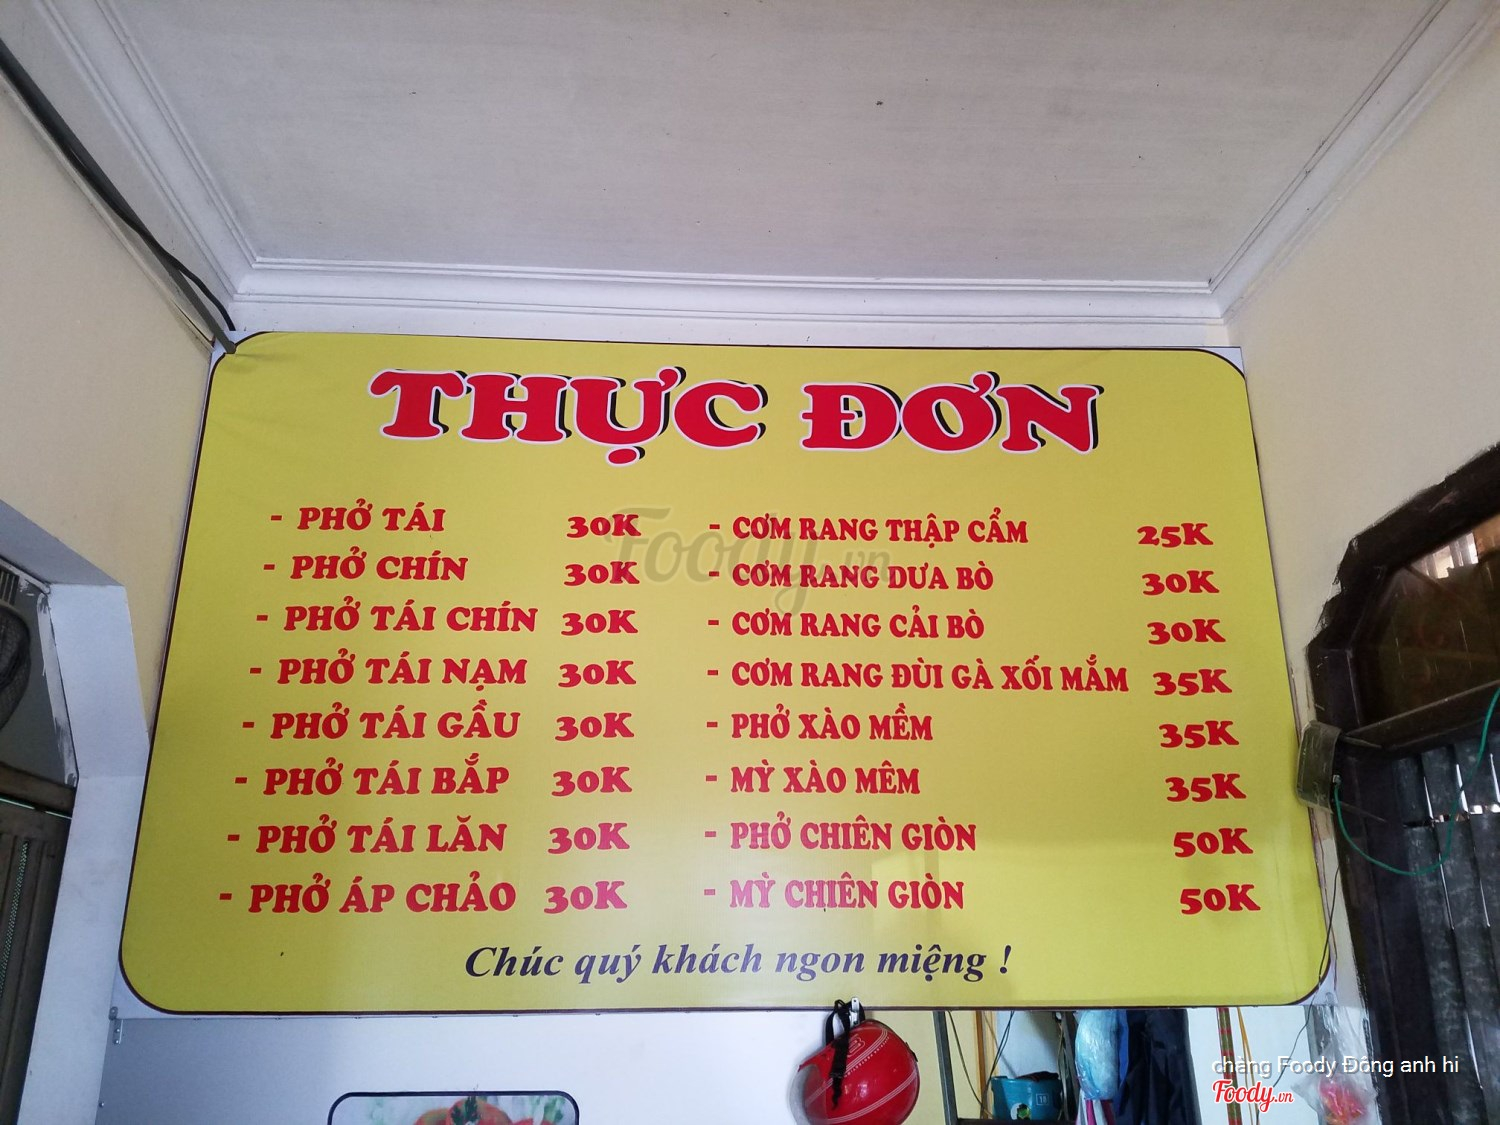 THỰC ĐƠN
- PHỞ TÁI 30K
- PHỞ CHÍN 30K
- PHỞ TÁI CHÍN 30K
- PHỞ TÁI NẠM 30K
- PHỞ TÁI GẦU 30K
- PHỞ TÁI BẮP 30K
- PHỞ TÁI LĂN 30K
- PHỞ ÁP CHẢO 30K
- CƠM RANG THẬP CẨM 25K
- CƠM RANG DƯA BÒ 30K
- CƠM RANG CẢI BÒ 30K
- CƠM RANG ĐÙI GÀ XỐI MẮM 35K
- PHỞ XÀO MỀM 35K
- MỲ XÀO MÊM 35K
- PHỞ CHIÊN GIÒN 50K
- MỲ CHIÊN GIÒN 50K
Chúc quý khách ngon miệng !
Foody.vn
chàng Foody Đông anh hi
Foody.vn